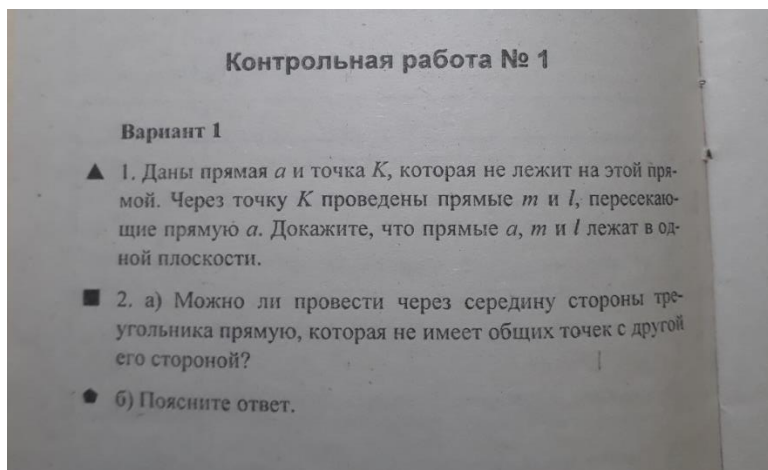 Контрольная работа № 1
Вариант 1
▲ 1. Даны прямая a и точка K, которая не лежит на этой пря-
мой. Через точку K проведены прямые m и l, пересекаю-
щие прямую a. Докажите, что прямые a, m и l лежат в од-
ной плоскости.
■ 2. а) Можно ли провести через середину стороны тре-
угольника прямую, которая не имеет общих точек с другой
его стороной?
б) Поясните ответ.